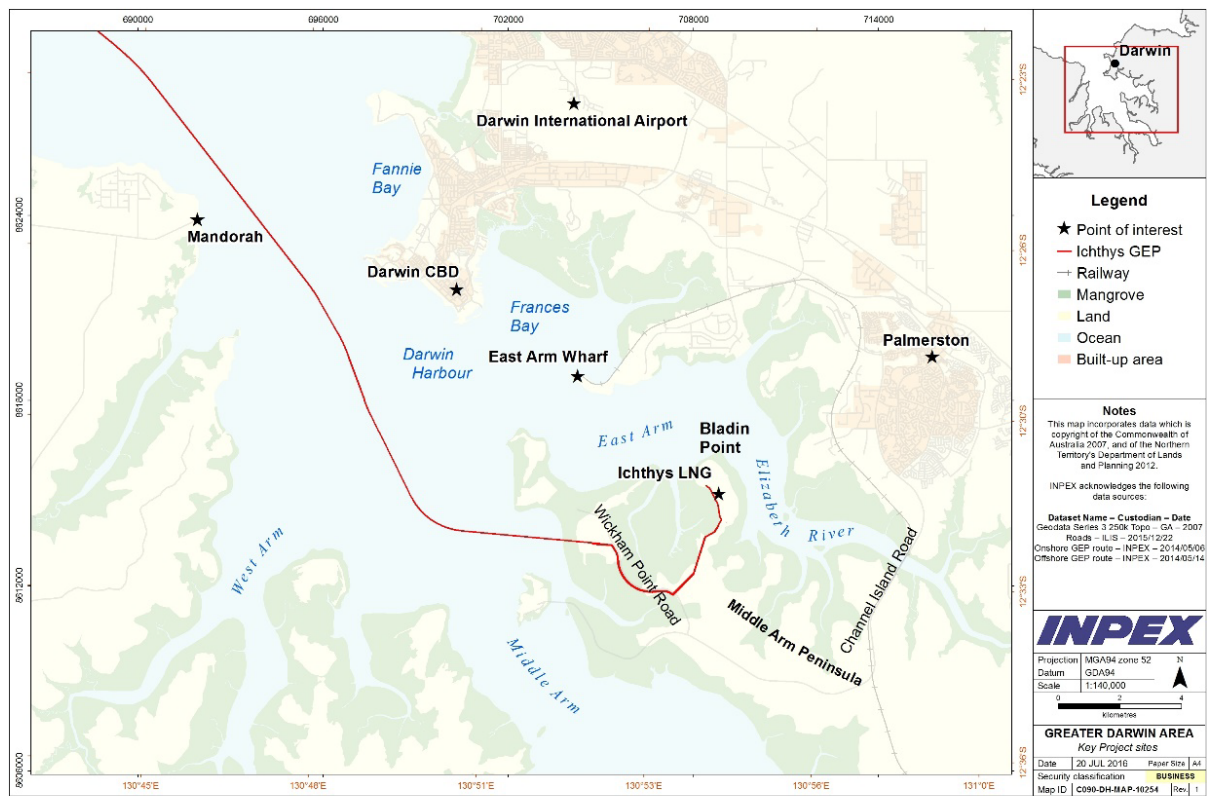 690000
696000
702000
708000
714000
8624000
8618000
8612000
8606000
12°23'S
12°26'S
12°30'S
12°33'S
12°36'S
130°45'E
130°48'E
130°51'E
130°53'E
130°56'E
131°0'E
Darwin International Airport
Fannie
Bay
Mandorah
Darwin CBD
Frances
Bay
Darwin
Harbour
East Arm Wharf
Palmerston
East Arm
Bladin
Point
Ichthys LNG
Elizabeth River
Wickham Point Road
Channel Island Road
West Arm
Middle Arm Peninsula
Middle Arm
Darwin
Legend
Point of interest
Ichthys GEP
Railway
Mangrove
Land
Ocean
Built-up area
Notes
This map incorporates data which is
copyright of the Commonwealth of
Australia 2007, and of the Northern
Territory's Department of Lands
and Planning 2012.
INPEX acknowledges the following
data sources:
Dataset Name – Custodian – Date
Geodata Series 3 250k Topo – GA – 2007
Roads – ILIS – 2015/12/22
Onshore GEP route – INPEX – 2014/05/06
Offshore GEP route – INPEX – 2014/05/14
INPEX
Projection MGA94 zone 52 N
Datum GDA94
Scale 1:140,000
0 2 4
kilometres
GREATER DARWIN AREA
Key Project sites
Date 20 JUL 2016 Paper Size A4
Security classification BUSINESS
Map ID C090-DH-MAP-10254 Rev. 1